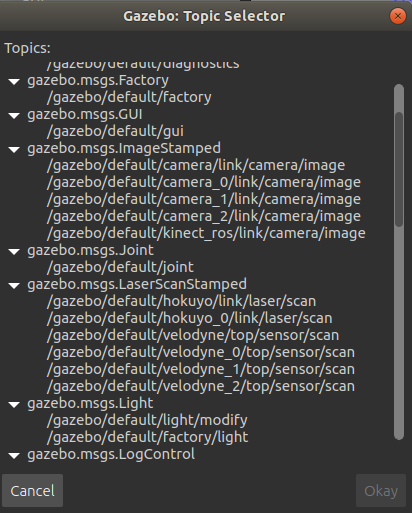 Gazebo: Topic Selector
Topics:
/gazebo/default/diagnostics
gazebo.msgs.Factory
/gazebo/default/factory
gazebo.msgs.GUI
/gazebo/default/gui
gazebo.msgs.ImageStamped
/gazebo/default/camera/link/camera/image
/gazebo/default/camera_0/link/camera/image
/gazebo/default/camera_1/link/camera/image
/gazebo/default/camera_2/link/camera/image
/gazebo/default/kinect_ros/link/camera/image
gazebo.msgs.Joint
/gazebo/default/joint
gazebo.msgs.LaserScanStamped
/gazebo/default/hokuyo/link/laser/scan
/gazebo/default/hokuyo_0/link/laser/scan
/gazebo/default/velodyne/top/sensor/scan
/gazebo/default/velodyne_0/top/sensor/scan
/gazebo/default/velodyne_1/top/sensor/scan
/gazebo/default/velodyne_2/top/sensor/scan
gazebo.msgs.Light
/gazebo/default/light/modify
/gazebo/default/factory/light
gazebo.msgs.LogControl
Cancel
Okay